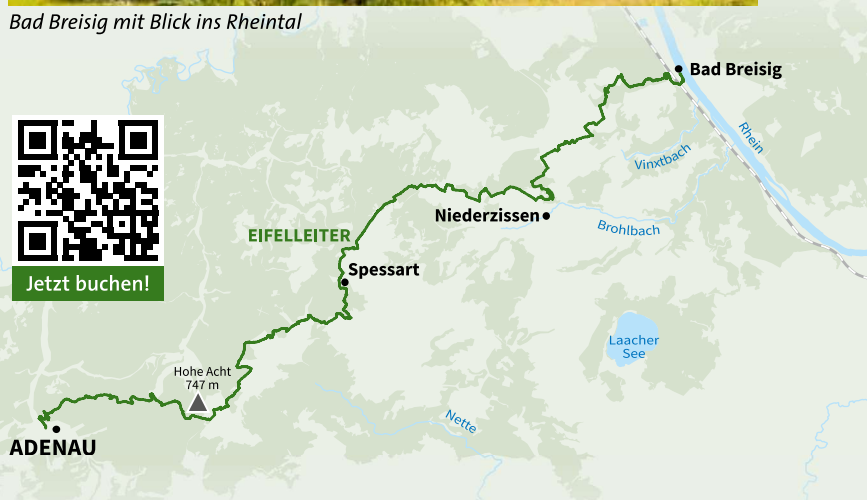 Bad Breisig mit Blick ins Rheintal
Bad Breisig
Rhein
Vinxtbach
Niederzissen
Brohlbach
EIFELLEITER
Spessart
Jetzt buchen!
Laacher
See
Hohe Acht
747 m
Nette
ADENAU